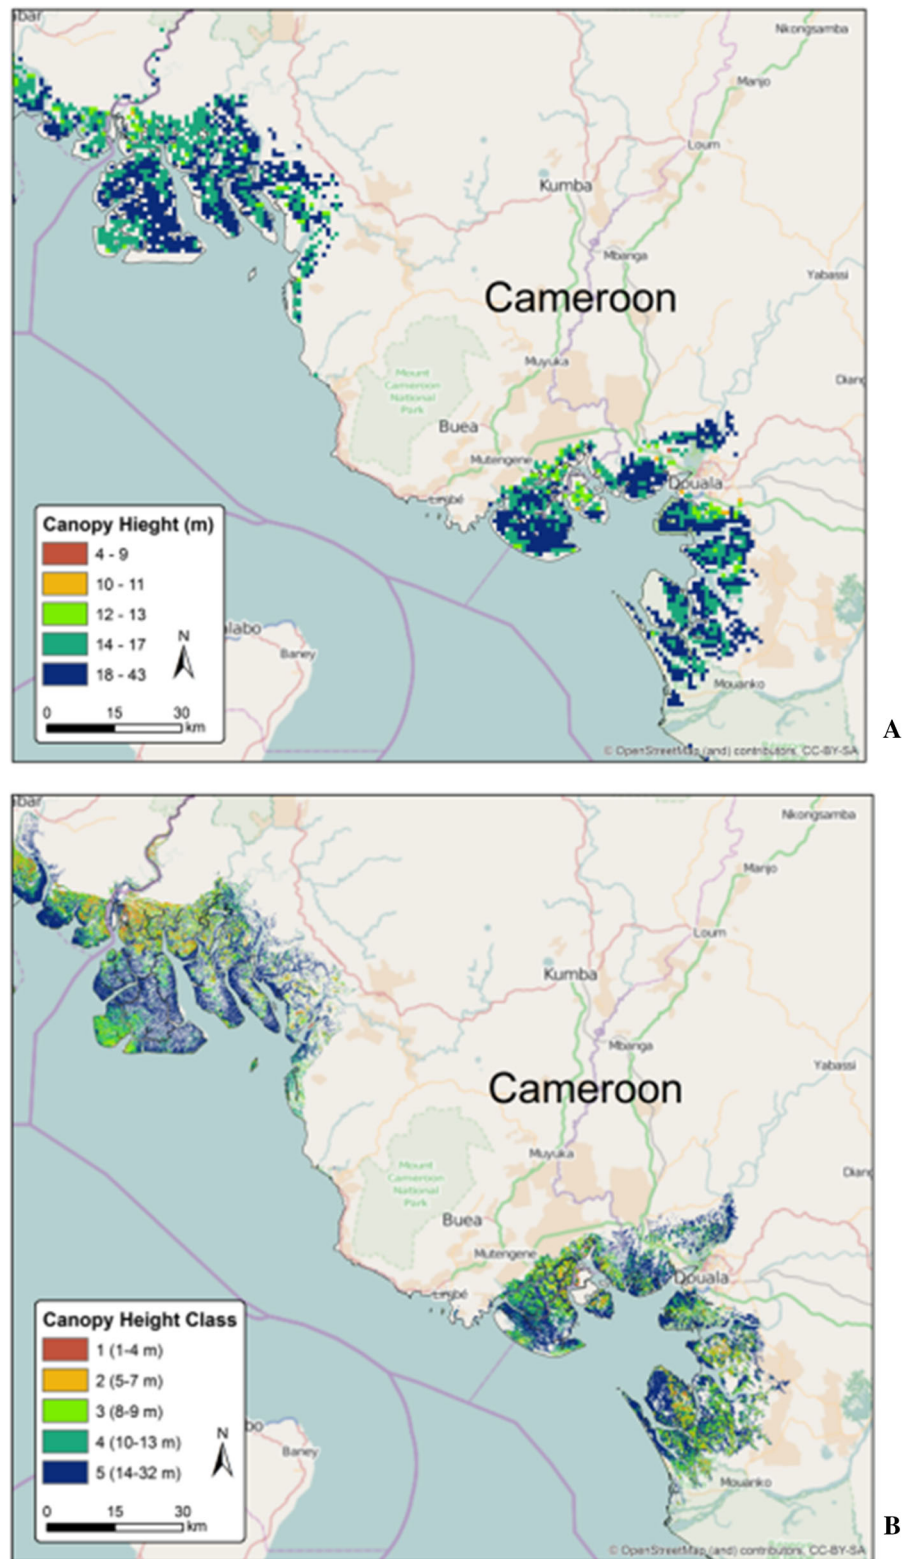 bar
Nkongsamba
Manjo
Loum
Kumba
Mbanga
Yabassi
Cameroon
Muyuka
Mount
Cameroon
National
Park
Buea
Mutengene
Douala
Canopy Hieght (m)
4 - 9
10 - 11
12 - 13
14 - 17
18 - 43
N
0 15 30
km
labo
Baney
Mouanko
© OpenStreetMap (and) contributors, CC-BY-SA
A
bar
Nkongsamba
Manjo
Loum
Kumba
Mbanga
Yabassi
Cameroon
Muyuka
Mount
Cameroon
National
Park
Buea
Mutengene
Douala
Canopy Height Class
1 (1-4 m)
2 (5-7 m)
3 (8-9 m)
4 (10-13 m)
5 (14-32 m)
N
0 15 30
km
bo
Baney
Mouanko
© OpenStreetMap (and) contributors, CC-BY-SA
B